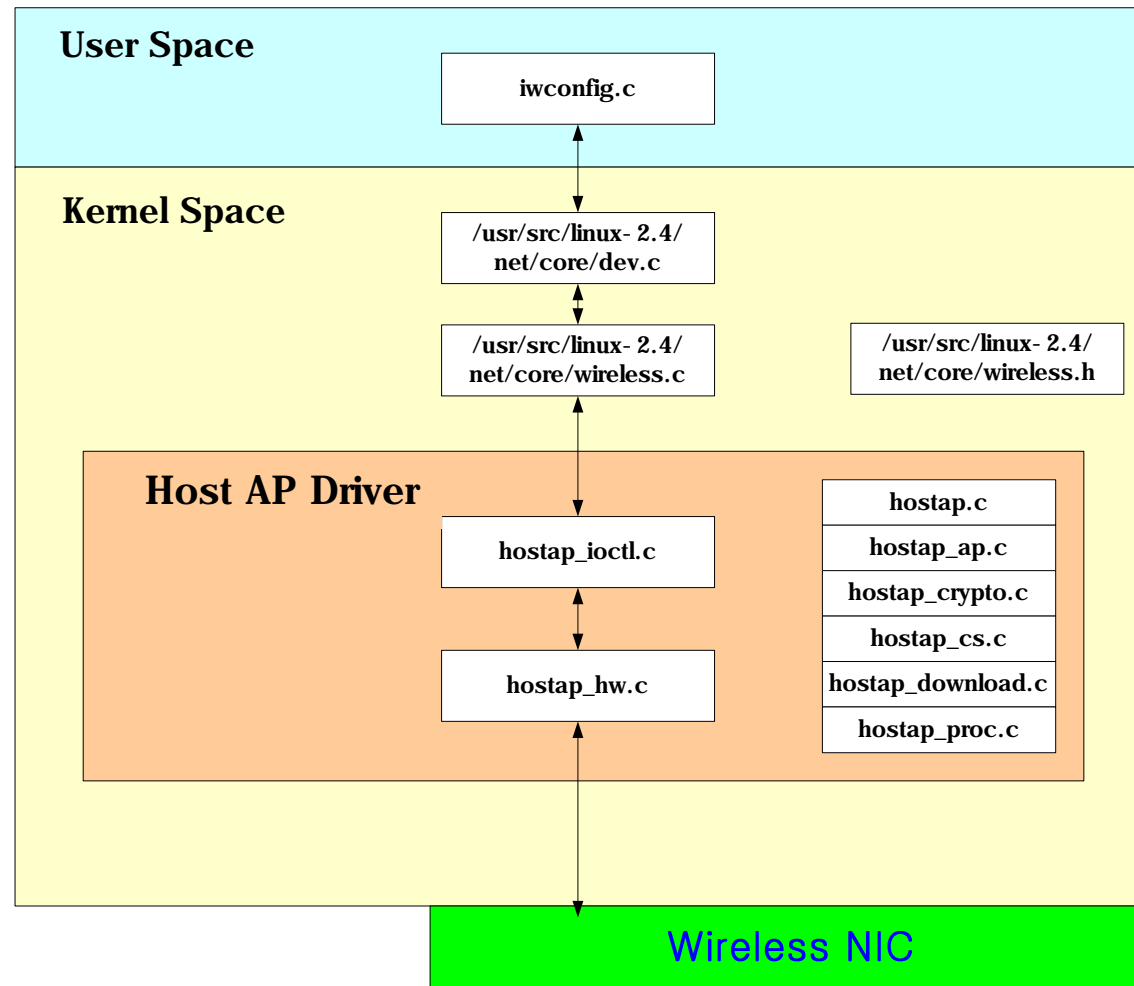 User Space
iwconfig.c
Kernel Space
/usr/src/linux- 2.4/
net/core/dev.c
/usr/src/linux- 2.4/
net/core/wireless.c
/usr/src/linux- 2.4/
net/core/wireless.h
Host AP Driver
hostap_ioctl.c
hostap_hw.c
hostap.c
hostap_ap.c
hostap_crypto.c
hostap_cs.c
hostap_download.c
hostap_proc.c
Wireless NIC